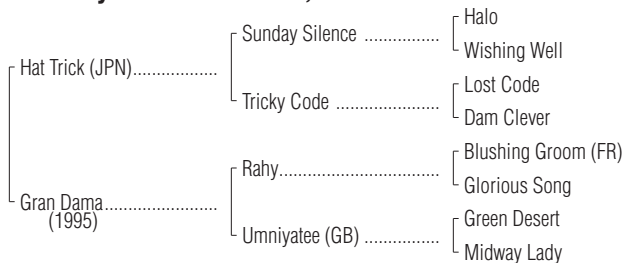 Halo
Sunday Silence ..................
Wishing Well
Hat Trick (JPN)....................
Lost Code
Tricky Code .........................
Dam Clever
Blushing Groom (FR)
Rahy......................................
Glorious Song
Gran Dama...........................
(1995)
Green Desert
Umniyatee (GB) ..................
Midway Lady